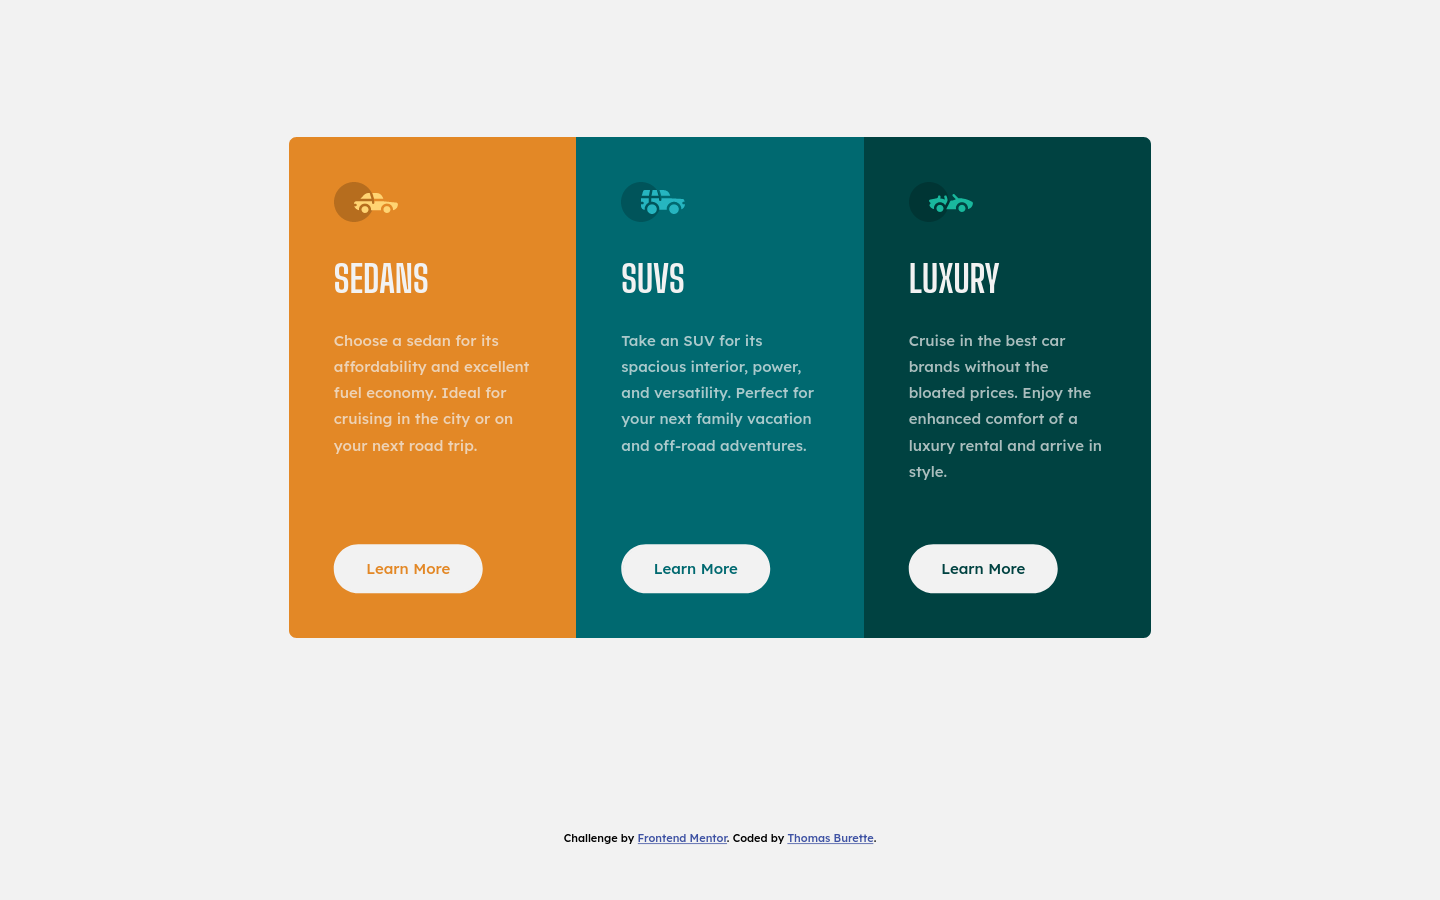 SEDANS
Choose a sedan for its
affordability and excellent
fuel economy. Ideal for
cruising in the city or on
your next road trip.
Learn More
SUVS
Take an SUV for its
spacious interior, power,
and versatility. Perfect for
your next family vacation
and off-road adventures.
Learn More
LUXURY
Cruise in the best car
brands without the
bloated prices. Enjoy the
enhanced comfort of a
luxury rental and arrive in
style.
Learn More
Challenge by Frontend Mentor. Coded by Thomas Burette.